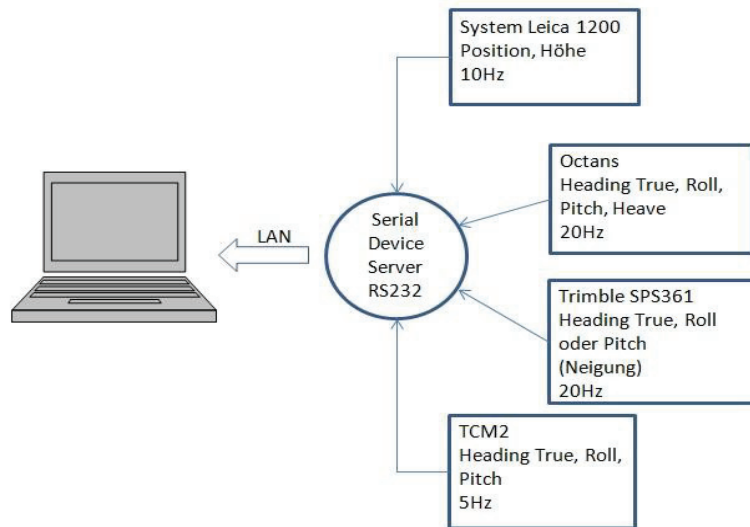 System Leica 1200
Position, Höhe
10Hz
Octans
Heading True, Roll,
Pitch, Heave
20Hz
LAN
Serial
Device
Server
RS232
Trimble SPS361
Heading True, Roll
oder Pitch
(Neigung)
20Hz
TCM2
Heading True, Roll,
Pitch
5Hz